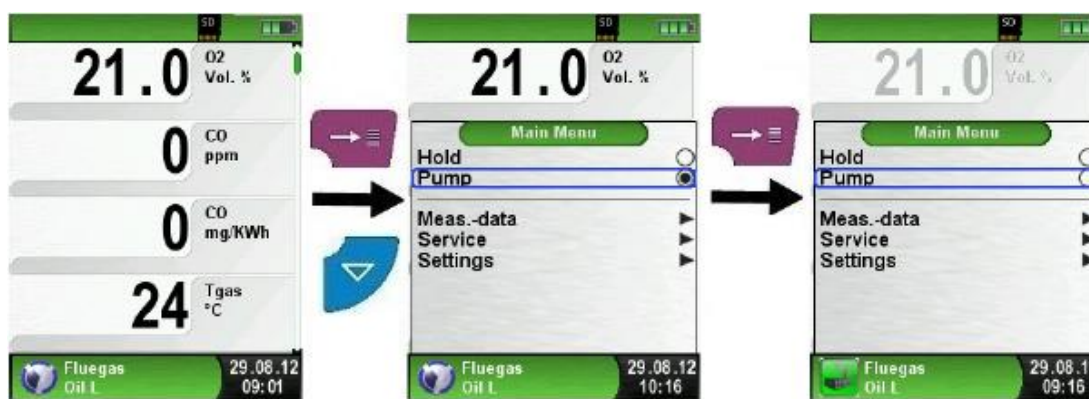 SD
21.0 O2
Vol. %
0 CO
ppm
0 CO
mg/KWh
24 Tgas
°C
Fluegas 29.08.12
Oil L 09:01
SD
21.0 O2
Vol. %
Main Menu
Hold
Pump
Meas.-data
Service
Settings
Fluegas 29.08.12
Oil L 10:16
SD
21.0 O2
Vol. %
Main Menu
Hold
Pump
Meas.-data
Service
Settings
Fluegas 29.08.1
Oil L 09:16